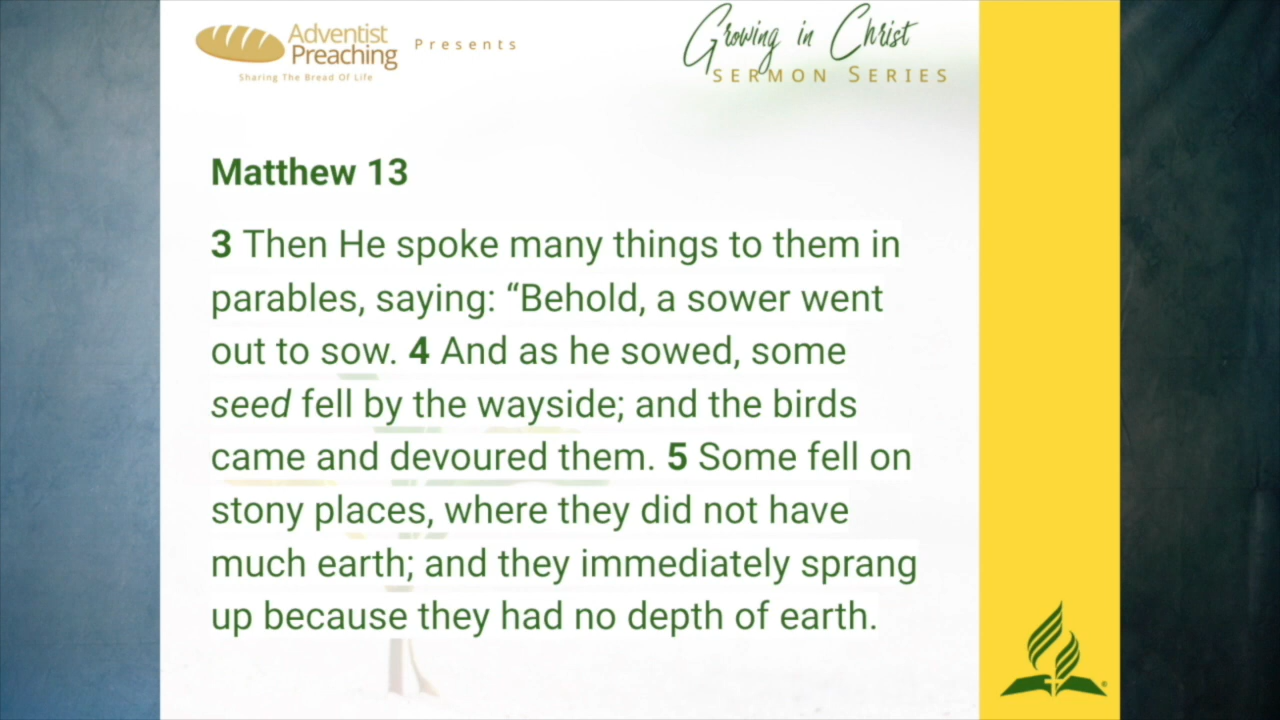 Adventist
Preaching
Sharing The Bread Of Life
Presents
Growing in Christ
SERMON SERIES
Matthew 13
3 Then He spoke many things to them in
parables, saying: “Behold, a sower went
out to sow. 4 And as he sowed, some
seed fell by the wayside; and the birds
came and devoured them. 5 Some fell on
stony places, where they did not have
much earth; and they immediately sprang
up because they had no depth of earth.